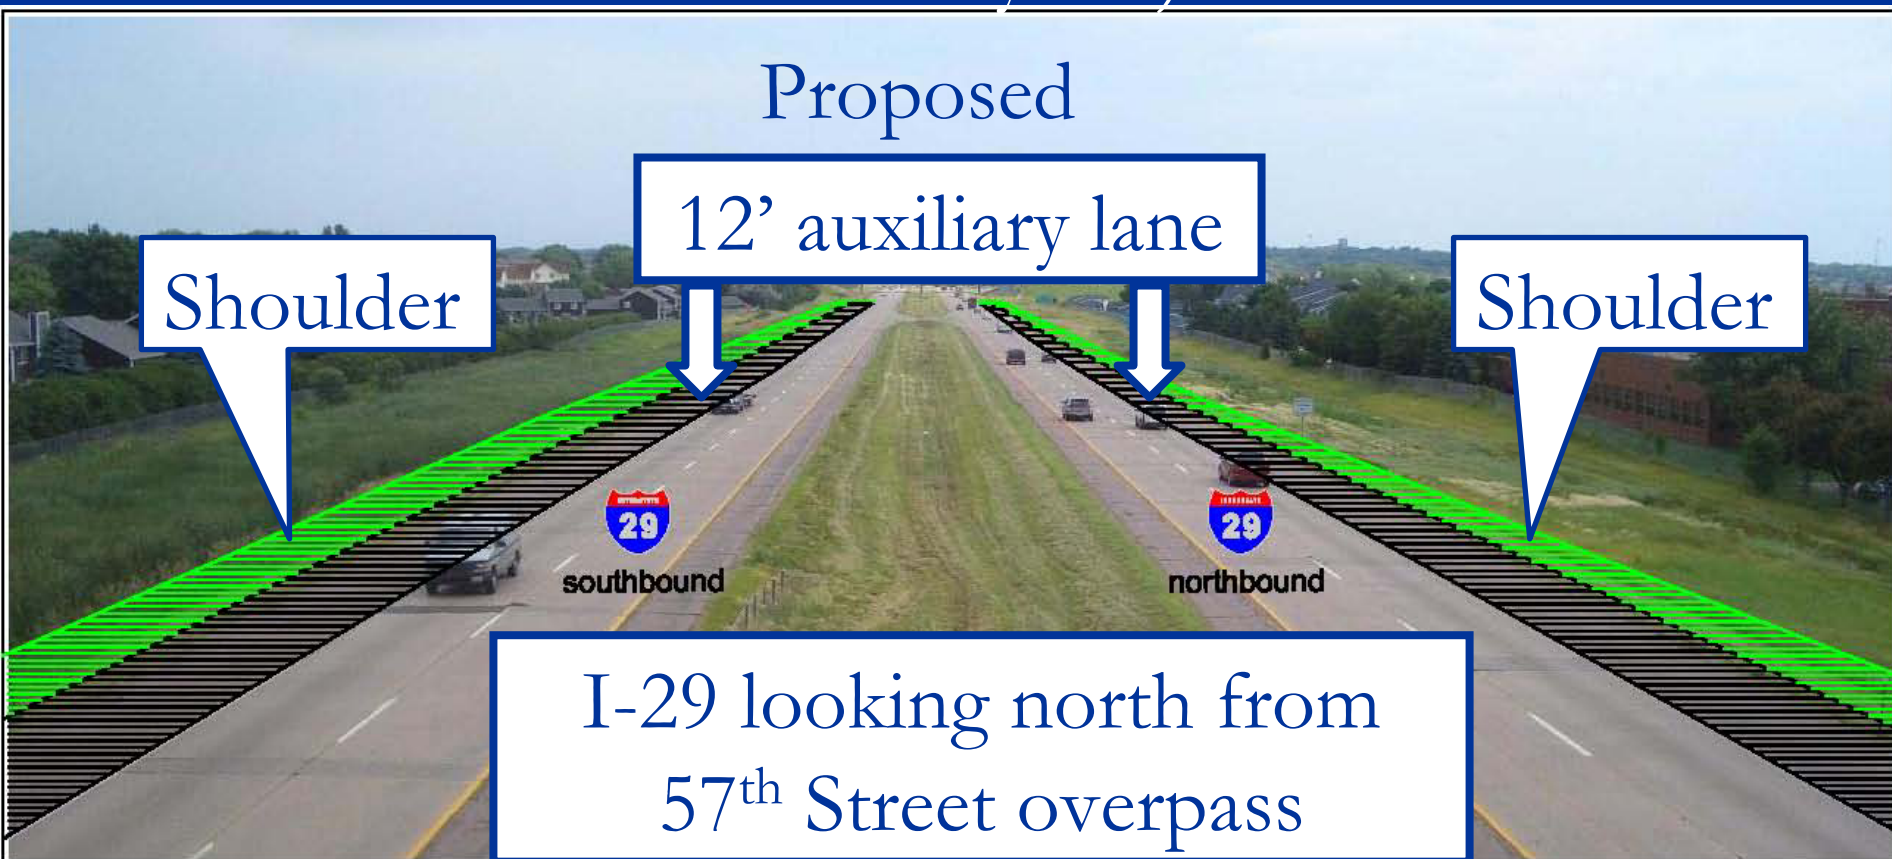 Proposed
12’ auxiliary lane
Shoulder
Shoulder
29
southbound
29
northbound
I-29 looking north from
57th Street overpass